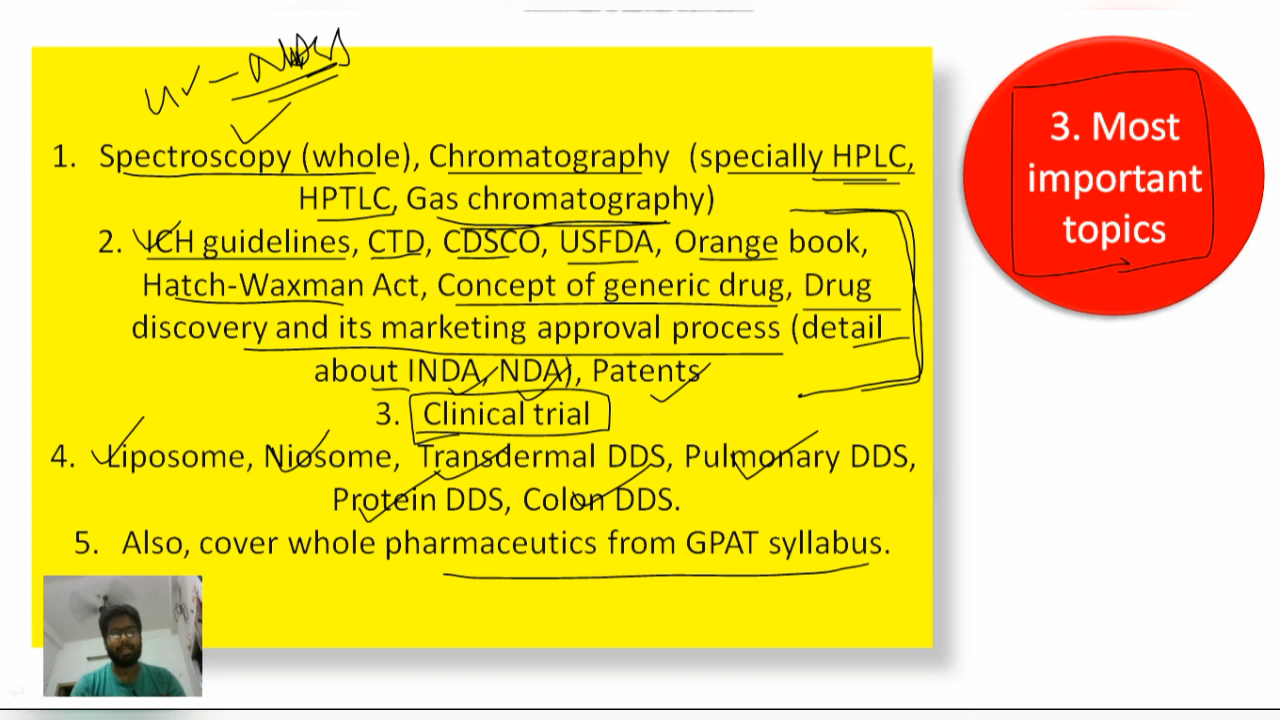 1. Spectroscopy (whole), Chromatography (specially HPLC,
HPTLC, Gas chromatography)
2. ICH guidelines, CTD, CDSCO, USFDA, Orange book,
Hatch-Waxman Act, Concept of generic drug, Drug
discovery and its marketing approval process (detail
about INDA, NDA), Patents
3. Clinical trial
4. Liposome, Niosome, Transdermal DDS, Pulmonary DDS,
Protein DDS, Colon DDS.
5. Also, cover whole pharmaceutics from GPAT syllabus.
3. Most
important
topics